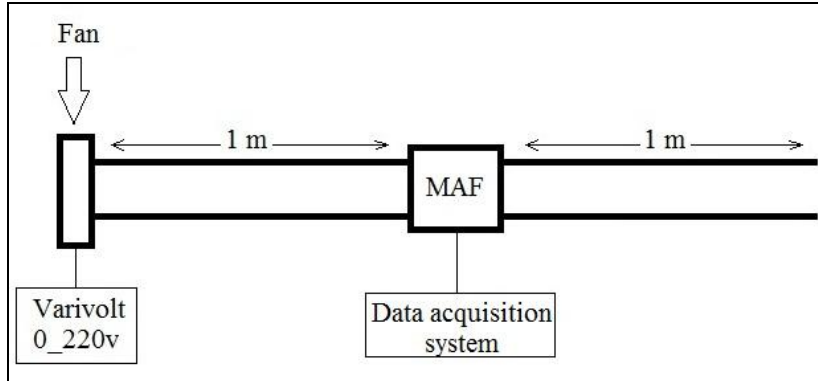 Fan
1 m
1 m
MAF
Varivolt
0_220v
Data acquisition
system